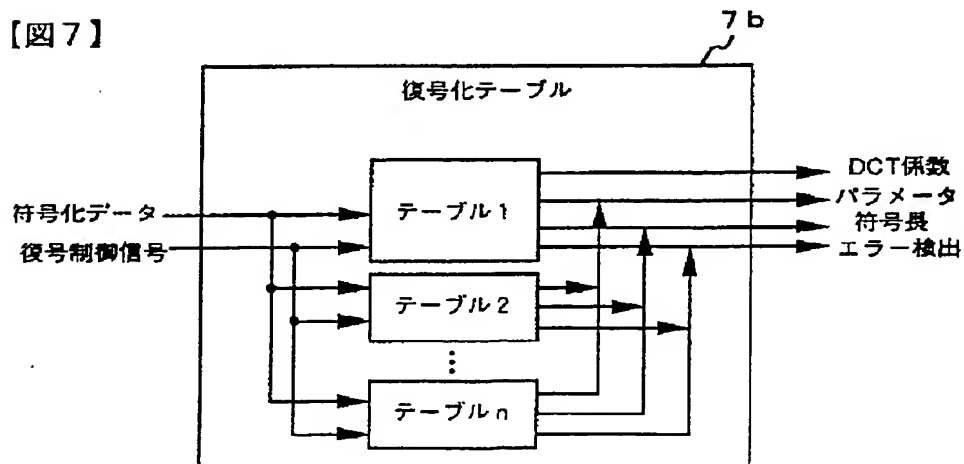 【図7】
7b
復号化テーブル
DCT係数
パラメータ
符号長
エラー検出
符号化データ
復号制御信号
テーブル1
テーブル2
⋯
テーブルn